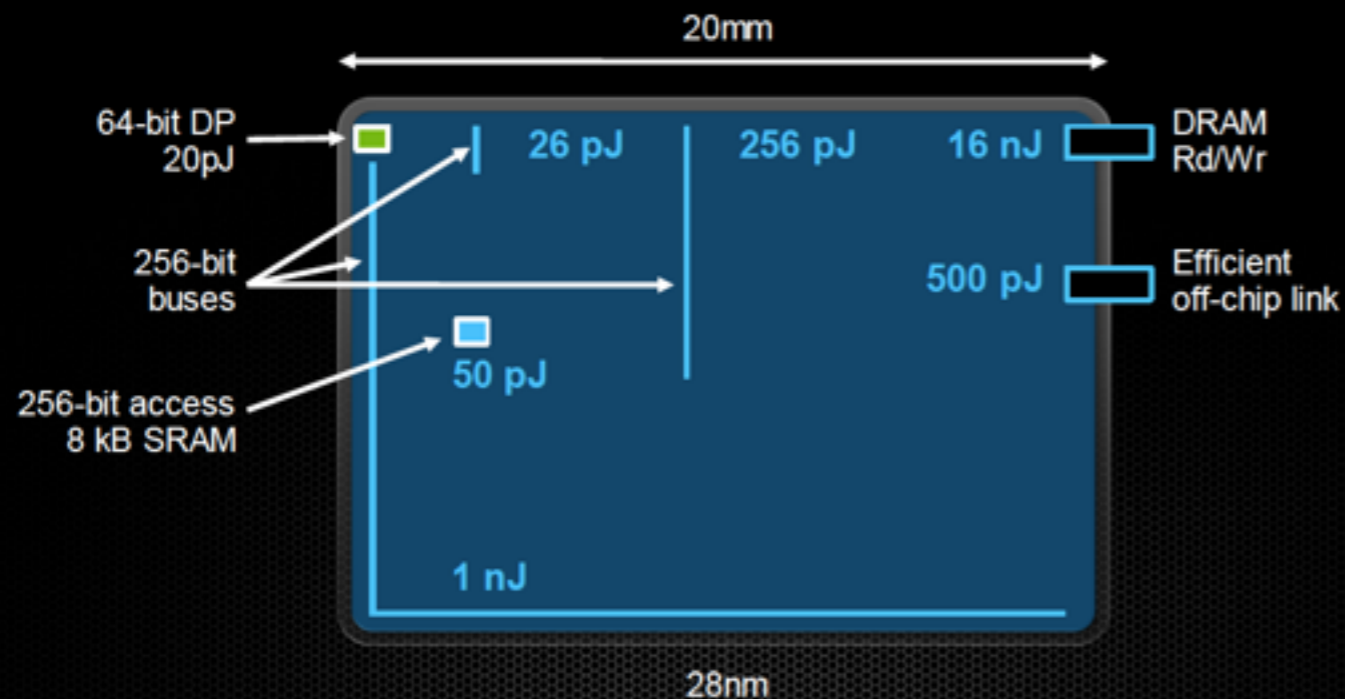 20mm
64-bit DP
20pJ
26 pJ
256 pJ
16 nJ
DRAM
Rd/Wr
256-bit
buses
500 pJ
Efficient
off-chip link
50 pJ
256-bit access
8 kB SRAM
1 nJ
28nm